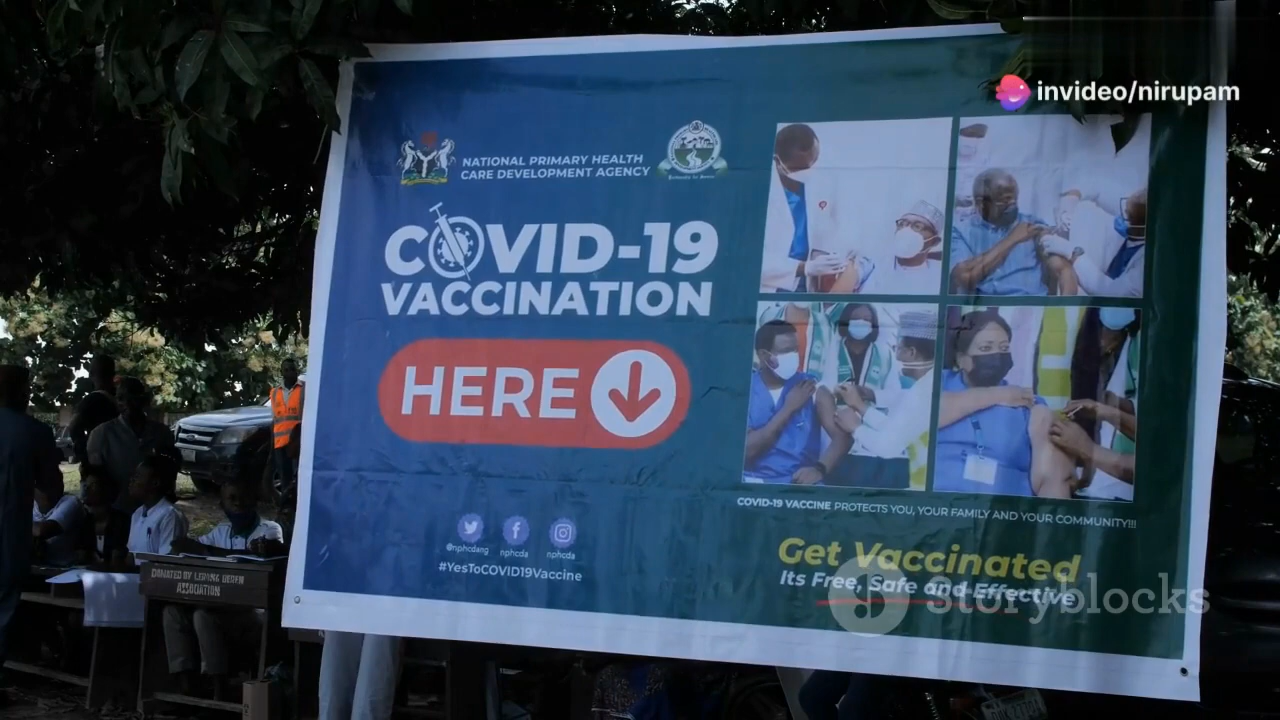 invideo/nirupam
NATIONAL PRIMARY HEALTH
CARE DEVELOPMENT AGENCY
COVID-19
VACCINATION
HERE
COVID-19 VACCINE PROTECTS YOU, YOUR FAMILY AND YOUR COMMUNITY!!!
Get Vaccinated
Its Free, Safe and Effective
@nphcdang nphcda nphcda
#YesToCOVID19Vaccine
Storyblocks
ASSOCIATION